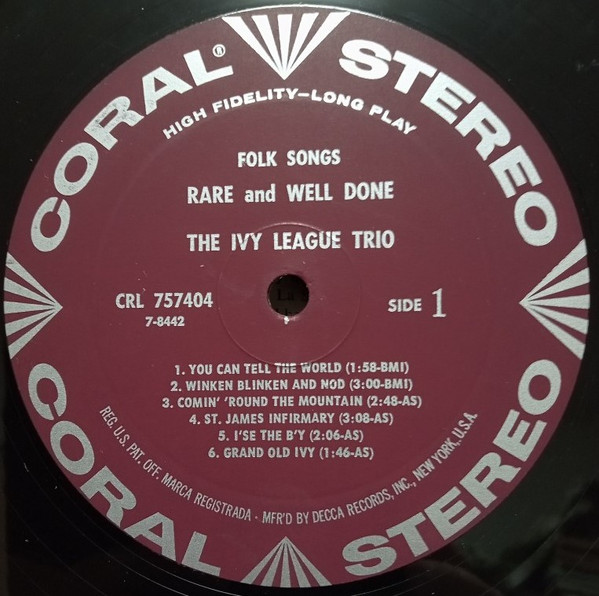 CORAL® STEREO
HIGH FIDELITY—LONG PLAY
FOLK SONGS
RARE and WELL DONE
THE IVY LEAGUE TRIO
CRL 757404
7-8442
SIDE 1
1. YOU CAN TELL THE WORLD (1:58-BMI)
2. WINKEN BLINKEN AND NOD (3:00-BMI)
3. COMIN' 'ROUND THE MOUNTAIN (2:48-AS)
4. ST. JAMES INFIRMARY (3:08-AS)
5. I'SE THE B'Y (2:06-AS)
6. GRAND OLD IVY (1:46-AS)
REG. U.S. PAT. OFF. MARCA REGISTRADA · MFR'D BY DECCA RECORDS, INC., NEW YORK, U.S.A.
CORAL STEREO